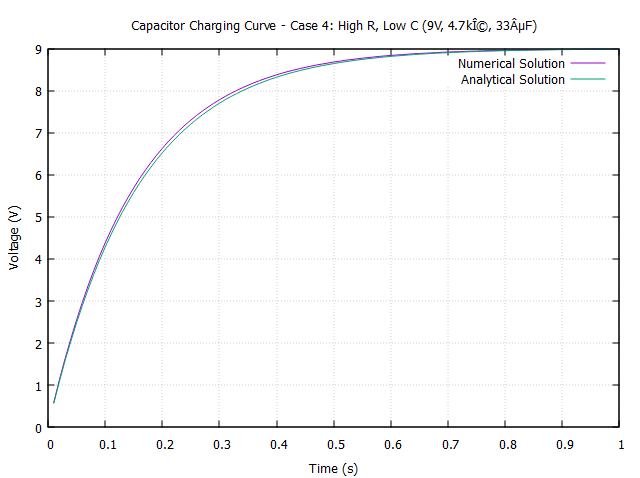 Capacitor Charging Curve - Case 4: High R, Low C (9V, 4.7kÎ©, 33ÂµF)
9
Numerical Solution
Analytical Solution
8
7
6
5
4
3
2
1
0
Voltage (V)
0 0.1 0.2 0.3 0.4 0.5 0.6 0.7 0.8 0.9 1
Time (s)